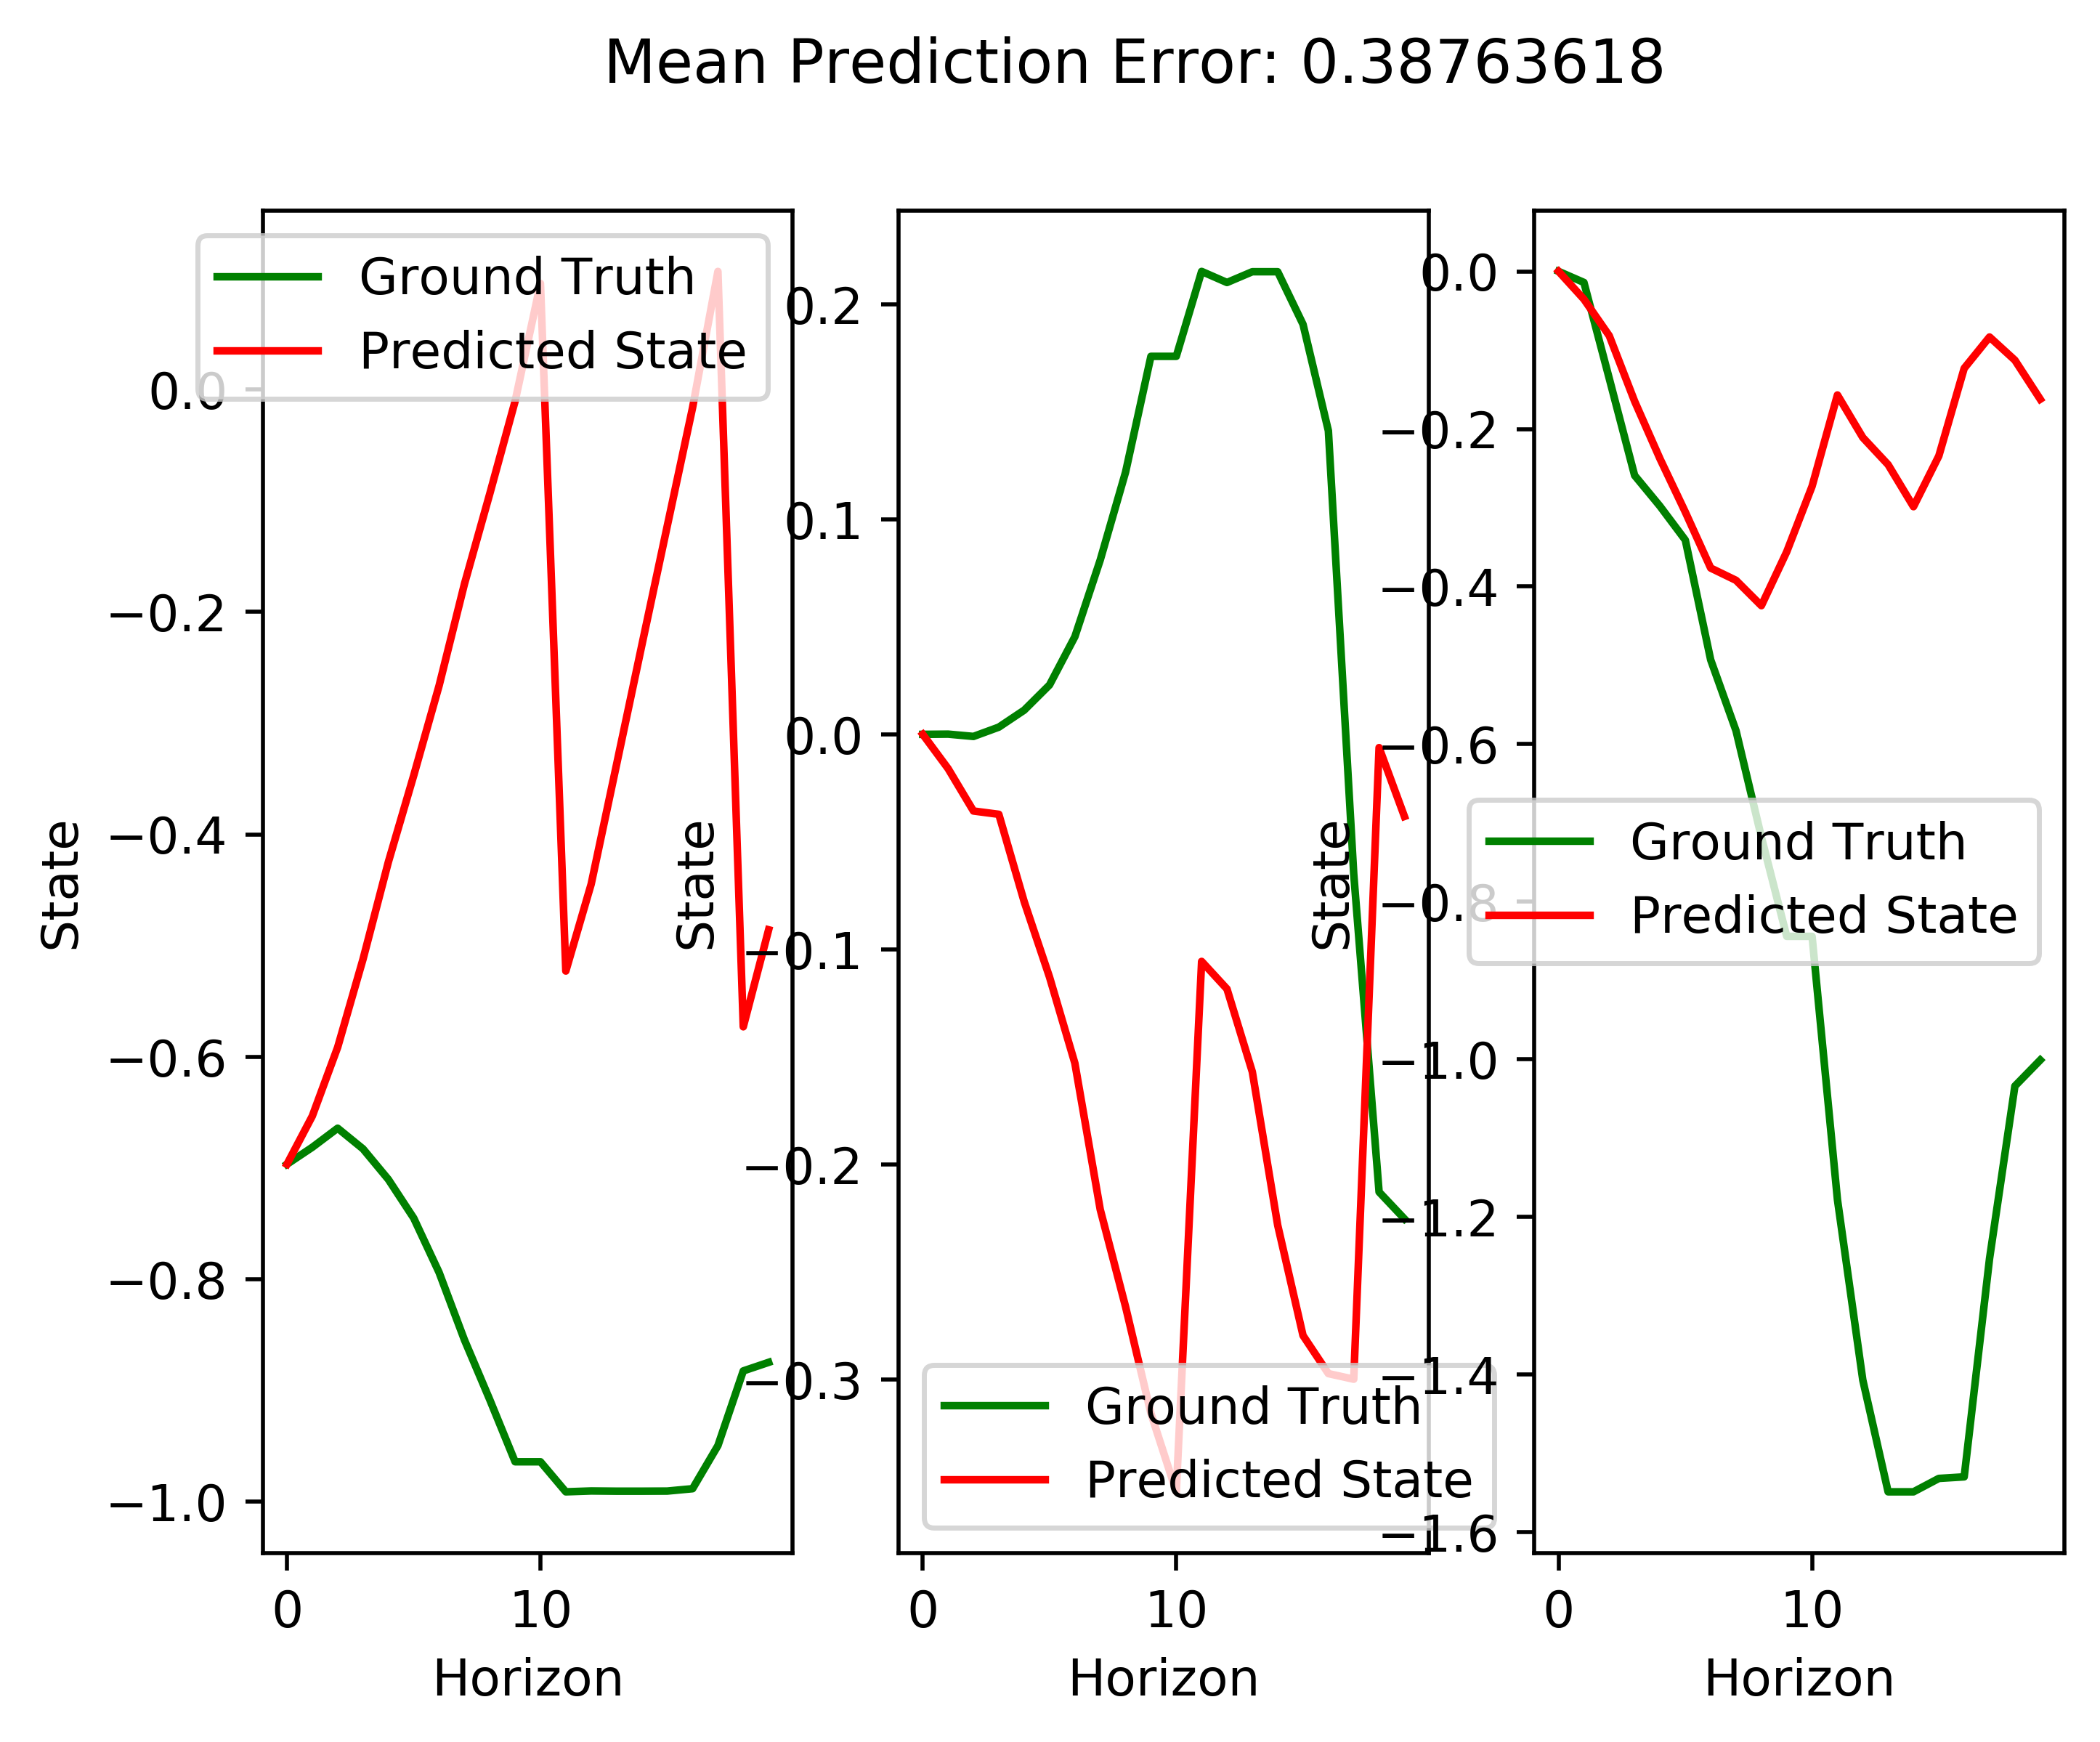 Mean Prediction Error: 0.38763618
Ground Truth
Predicted State
0.0
−0.2
−0.4
−0.6
−0.8
−1.0
State
0
10
Horizon
0.2
0.1
0.0
−0.1
−0.2
−0.3
State
Ground Truth
Predicted State
0
10
Horizon
0.0
−0.2
−0.4
−0.6
−0.8
−1.0
−1.2
−1.4
−1.6
State
Ground Truth
Predicted State
0
10
Horizon